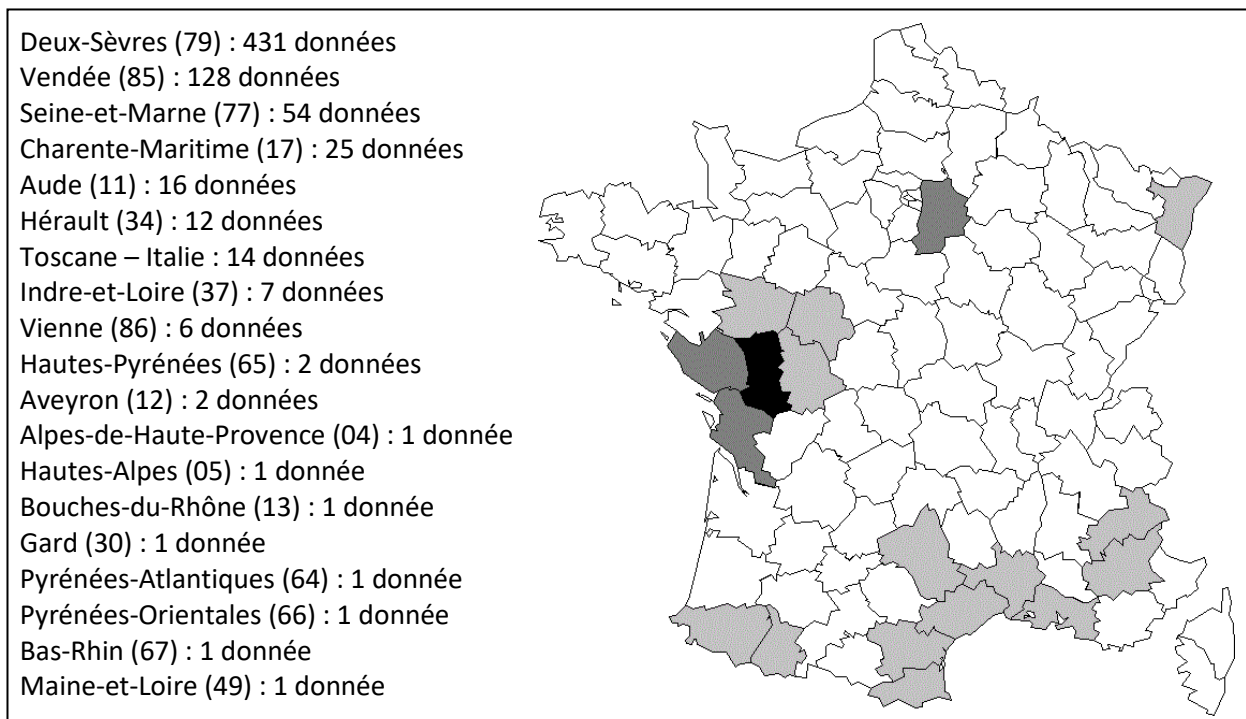 Deux-Sèvres (79) : 431 données
Vendée (85) : 128 données
Seine-et-Marne (77) : 54 données
Charente-Maritime (17) : 25 données
Aude (11) : 16 données
Hérault (34) : 12 données
Toscane – Italie : 14 données
Indre-et-Loire (37) : 7 données
Vienne (86) : 6 données
Hautes-Pyrénées (65) : 2 données
Aveyron (12) : 2 données
Alpes-de-Haute-Provence (04) : 1 donnée
Hautes-Alpes (05) : 1 donnée
Bouches-du-Rhône (13) : 1 donnée
Gard (30) : 1 donnée
Pyrénées-Atlantiques (64) : 1 donnée
Pyrénées-Orientales (66) : 1 donnée
Bas-Rhin (67) : 1 donnée
Maine-et-Loire (49) : 1 donnée